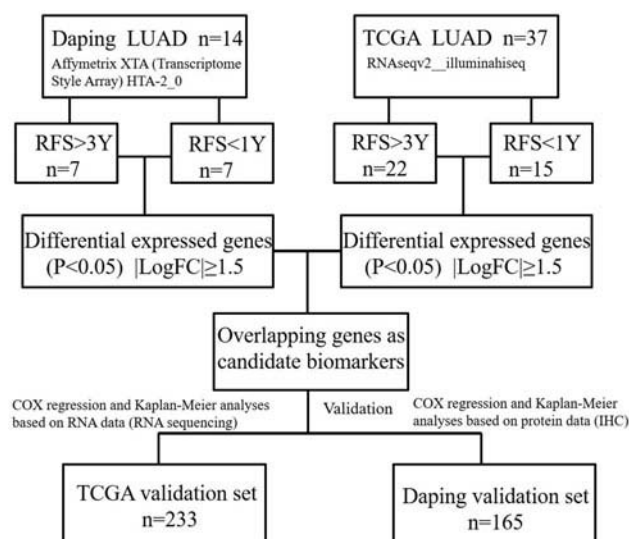 Daping LUAD n=14
Affymetrix XTA (Transcriptome
Style Array) HTA-2_0
TCGA LUAD n=37
RNAseqv2__illuminahiseq
RFS>3Y
n=7
RFS<1Y
n=7
RFS>3Y
n=22
RFS<1Y
n=15
Differential expressed genes
(P<0.05) |LogFC|≥1.5
Differential expressed genes
(P<0.05) |LogFC|≥1.5
Overlapping genes as
candidate biomarkers
COX regression and Kaplan-Meier analyses
based on RNA data (RNA sequencing)
Validation
COX regression and Kaplan-Meier
analyses based on protein data (IHC)
TCGA validation set
n=233
Daping validation set
n=165